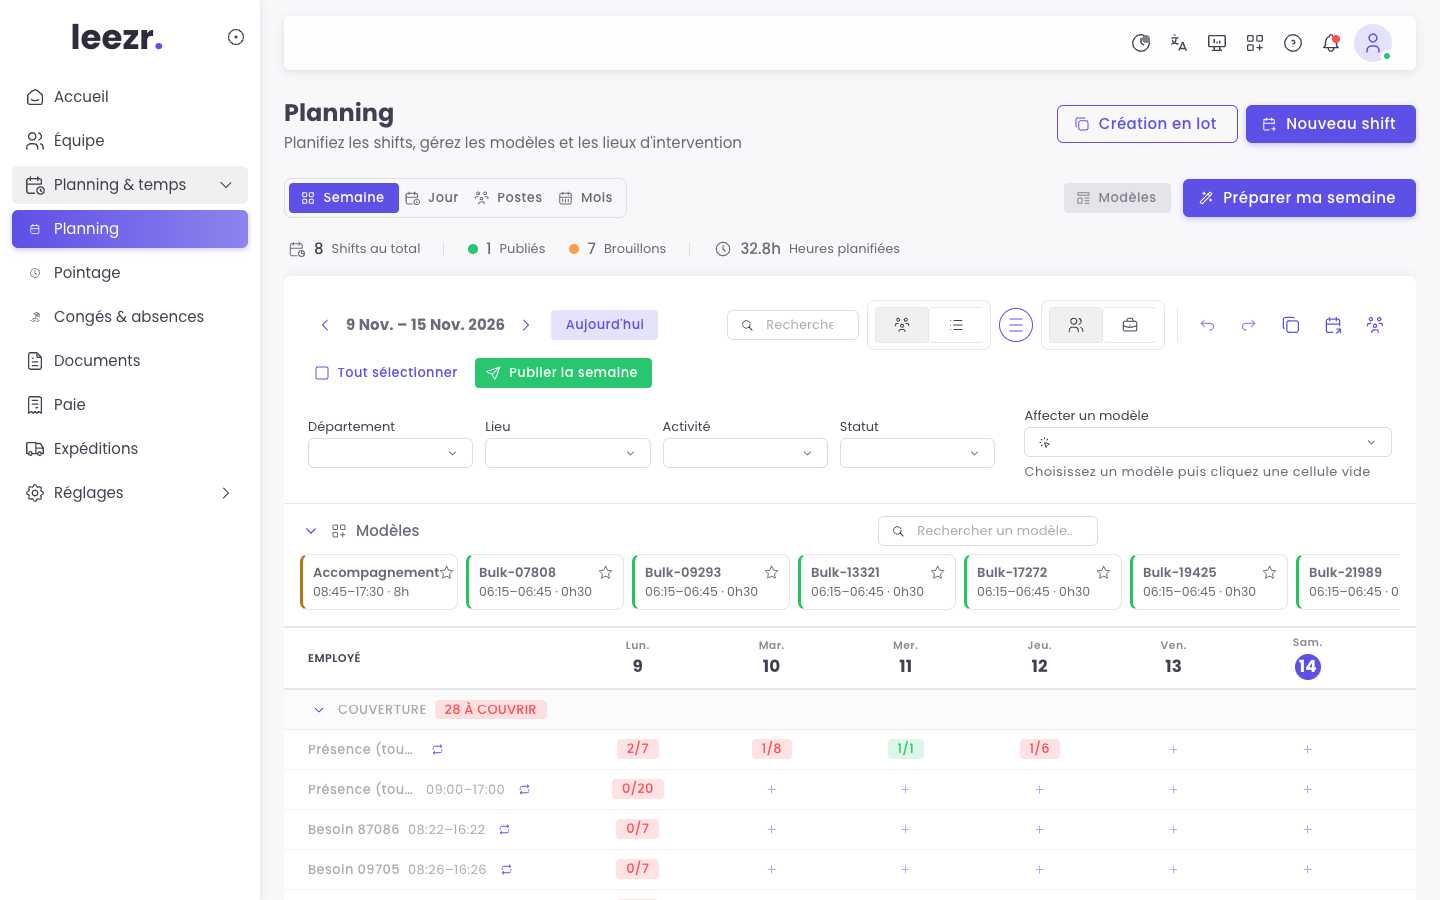 leezr.
Accueil
Équipe
Planning & temps
Planning
Pointage
Congés & absences
Documents
Paie
Expéditions
Réglages
Planning
Planifiez les shifts, gérez les modèles et les lieux d'intervention
Création en lot
Nouveau shift
Semaine
Jour
Postes
Mois
Modèles
Préparer ma semaine
8 Shifts au total
1 Publiés
7 Brouillons
32.8h Heures planifiées
9 Nov. – 15 Nov. 2026
Aujourd'hui
Recherche
Tout sélectionner
Publier la semaine
Département
Lieu
Activité
Statut
Affecter un modèle
Choisissez un modèle puis cliquez une cellule vide
Modèles
Rechercher un modèle..
Accompagnement
08:45–17:30 · 8h
Bulk-07808
06:15–06:45 · 0h30
Bulk-09293
06:15–06:45 · 0h30
Bulk-13321
06:15–06:45 · 0h30
Bulk-17272
06:15–06:45 · 0h30
Bulk-19425
06:15–06:45 · 0h30
Bulk-21989
06:15–06:45 · 0
EMPLOYÉ
Lun. 9
Mar. 10
Mer. 11
Jeu. 12
Ven. 13
Sam. 14
COUVERTURE 28 À COUVRIR
Présence (tou... 2/7 1/8 1/1 1/6 + +
Présence (tou... 09:00–17:00 0/20 + + + + +
Besoin 87086 08:22–16:22 0/7 + + + + +
Besoin 09705 08:26–16:26 0/7 + + + + +